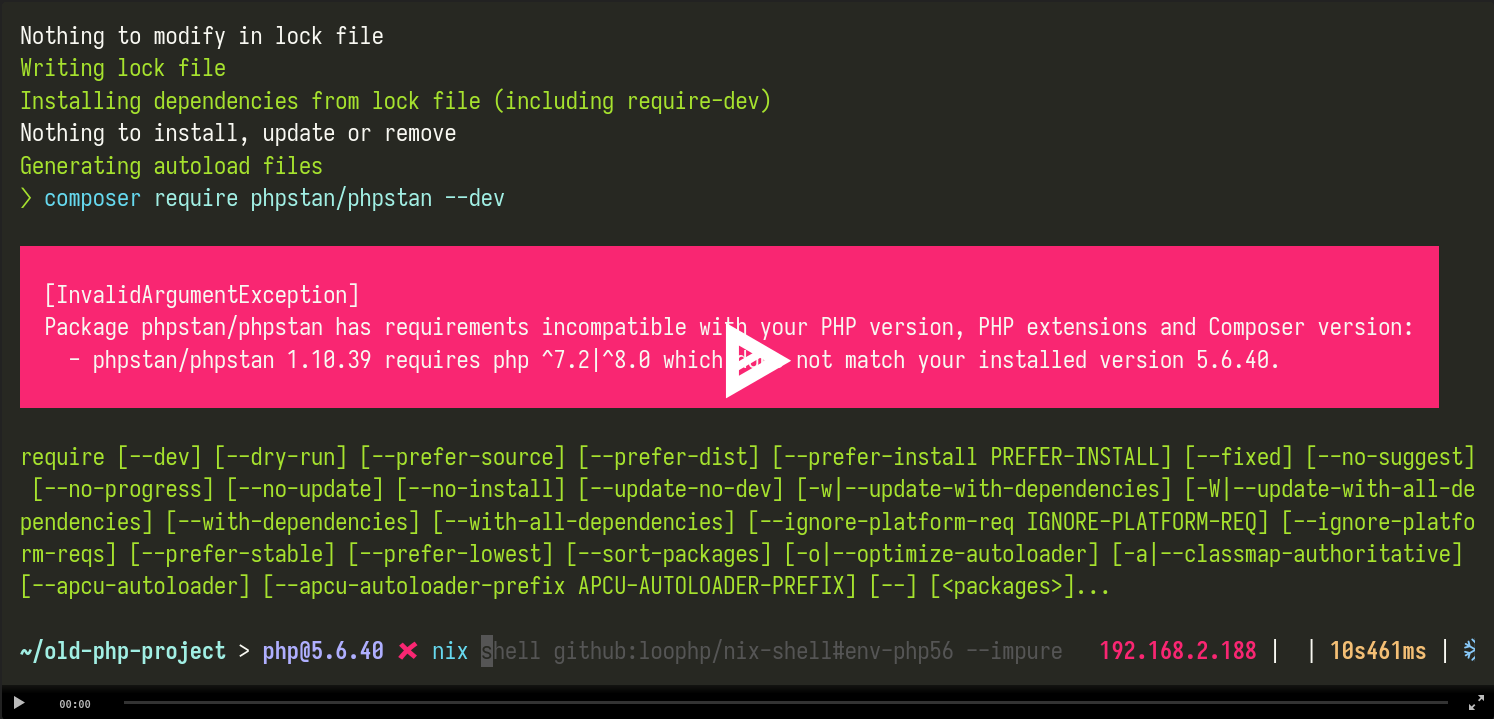 Nothing to modify in lock file
Writing lock file
Installing dependencies from lock file (including require-dev)
Nothing to install, update or remove
Generating autoload files
❯ composer require phpstan/phpstan --dev
[InvalidArgumentException]
Package phpstan/phpstan has requirements incompatible with your PHP version, PHP extensions and Composer version:
- phpstan/phpstan 1.10.39 requires php ^7.2|^8.0 which not match your installed version 5.6.40.
require [--dev] [--dry-run] [--prefer-source] [--prefer-dist] [--prefer-install PREFER-INSTALL] [--fixed] [--no-suggest]
[--no-progress] [--no-update] [--no-install] [--update-no-dev] [-w|--update-with-dependencies] [-W|--update-with-all-de
pendencies] [--with-dependencies] [--with-all-dependencies] [--ignore-platform-req IGNORE-PLATFORM-REQ] [--ignore-platfo
rm-reqs] [--prefer-stable] [--prefer-lowest] [--sort-packages] [-o|--optimize-autoloader] [-a|--classmap-authoritative]
[--apcu-autoloader] [--apcu-autoloader-prefix APCU-AUTOLOADER-PREFIX] [--] [<packages>]...
~/old-php-project > php@5.6.40 ✖ nix shell github:loophp/nix-shell#env-php56 --impure 192.168.2.188 | | 10s461ms | ❄
00:00